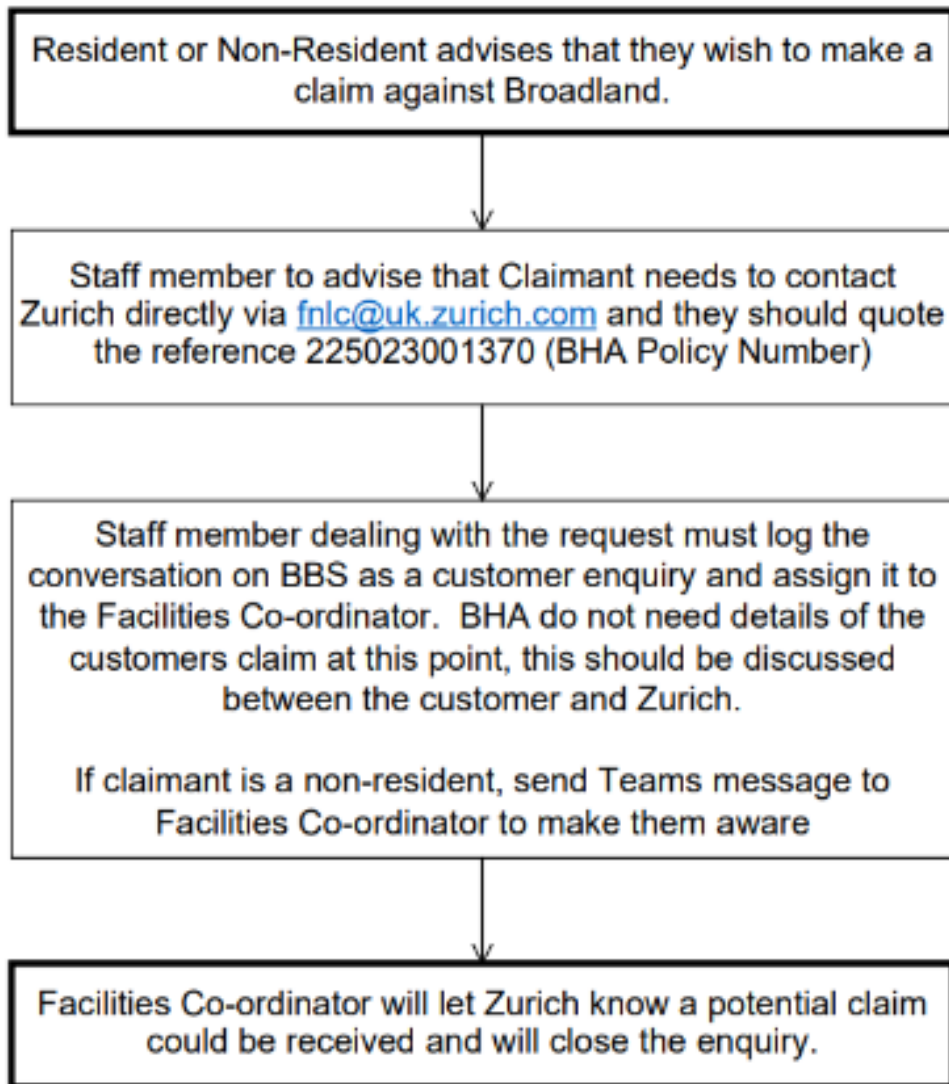 Resident or Non-Resident advises that they wish to make a
claim against Broadland.
Staff member to advise that Claimant needs to contact
Zurich directly via fnlc@uk.zurich.com and they should quote
the reference 225023001370 (BHA Policy Number)
Staff member dealing with the request must log the
conversation on BBS as a customer enquiry and assign it to
the Facilities Co-ordinator.  BHA do not need details of the
customers claim at this point, this should be discussed
between the customer and Zurich.
If claimant is a non-resident, send Teams message to
Facilities Co-ordinator to make them aware
Facilities Co-ordinator will let Zurich know a potential claim
could be received and will close the enquiry.